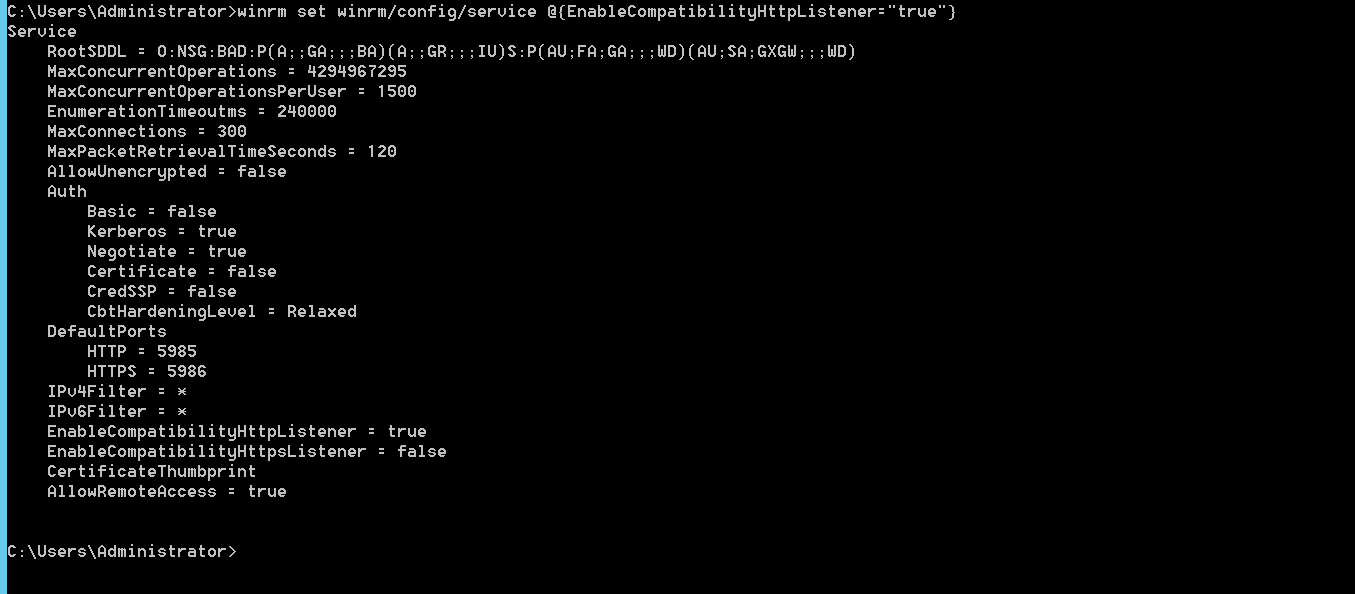 C:\Users\Administrator>winrm set winrm/config/service @{EnableCompatibilityHttpListener="true"}
Service
    RootSDDL = O:NSG:BAD:P(A;;GA;;;BA)(A;;GR;;;IU)S:P(AU;FA;GA;;;WD)(AU;SA;GXGW;;;WD)
    MaxConcurrentOperations = 4294967295
    MaxConcurrentOperationsPerUser = 1500
    EnumerationTimeoutms = 240000
    MaxConnections = 300
    MaxPacketRetrievalTimeSeconds = 120
    AllowUnencrypted = false
    Auth
        Basic = false
        Kerberos = true
        Negotiate = true
        Certificate = false
        CredSSP = false
        CbtHardeningLevel = Relaxed
    DefaultPorts
        HTTP = 5985
        HTTPS = 5986
    IPv4Filter = *
    IPv6Filter = *
    EnableCompatibilityHttpListener = true
    EnableCompatibilityHttpsListener = false
    CertificateThumbprint
    AllowRemoteAccess = true
C:\Users\Administrator>